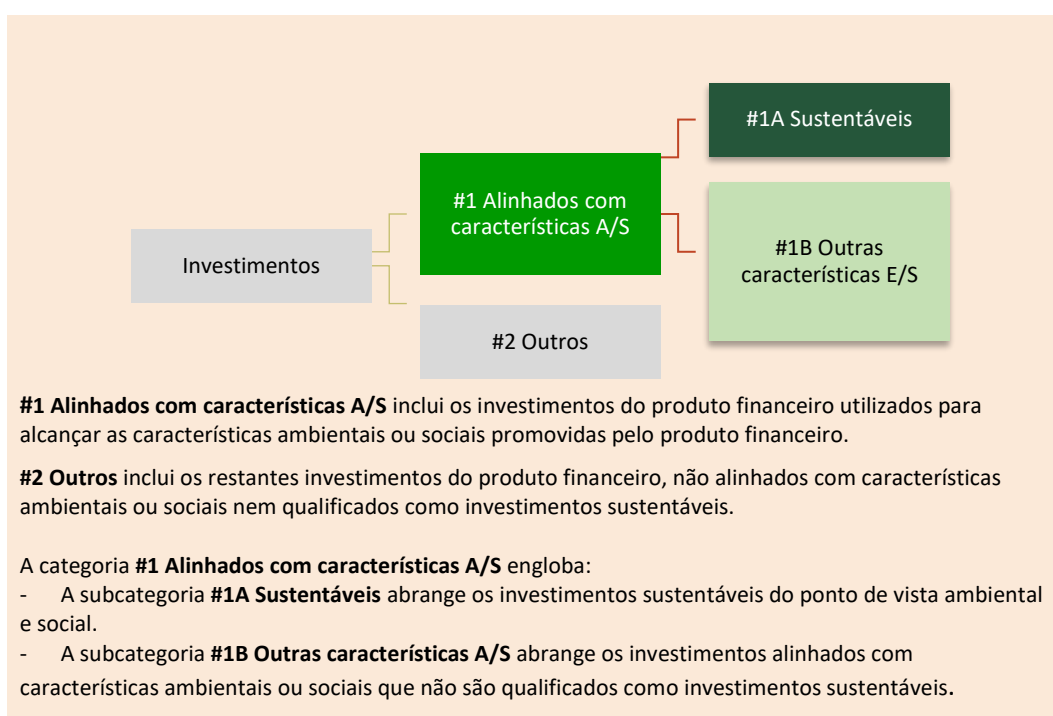 #1A Sustentáveis
#1 Alinhados com
características A/S
#1B Outras
características E/S
Investimentos
#2 Outros
#1 Alinhados com características A/S inclui os investimentos do produto financeiro utilizados para
alcançar as características ambientais ou sociais promovidas pelo produto financeiro.
#2 Outros inclui os restantes investimentos do produto financeiro, não alinhados com características
ambientais ou sociais nem qualificados como investimentos sustentáveis.
A categoria #1 Alinhados com características A/S engloba:
- A subcategoria #1A Sustentáveis abrange os investimentos sustentáveis do ponto de vista ambiental
e social.
- A subcategoria #1B Outras características A/S abrange os investimentos alinhados com
características ambientais ou sociais que não são qualificados como investimentos sustentáveis.